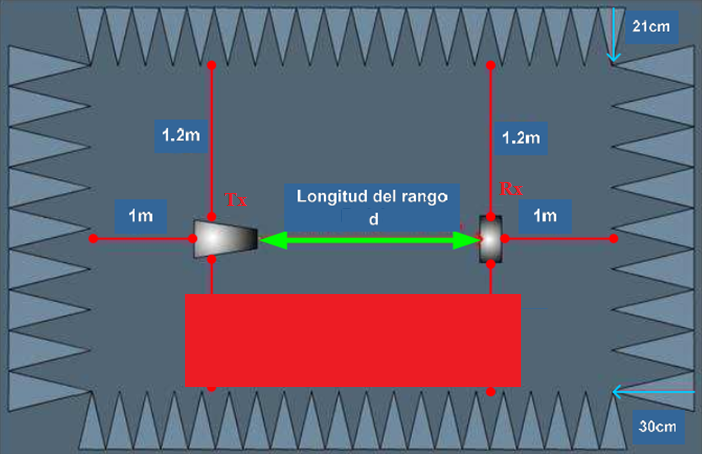 21cm
1.2m
1.2m
Tx
Longitud del rango
d
Rx
1m
1m
30cm